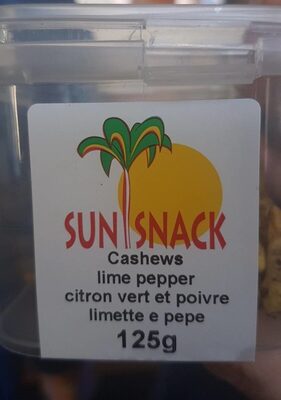 SUN SNACK
Cashews
lime pepper
citron vert et poivre
limette e pepe
125g